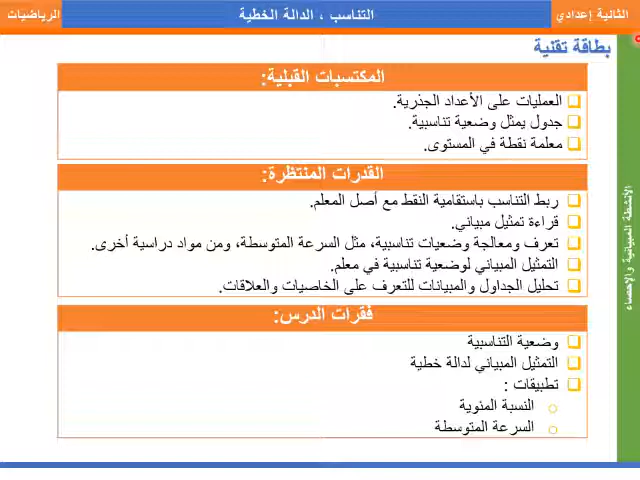 الثانية إعدادي
التناسب ، الدالة الخطية
الرياضيات
بطاقة تقنية
المكتسبات القبلية:
العمليات على الأعداد الجذرية.
جدول يمثل وضعية تناسبية.
معلمة نقطة في المستوى.
القدرات المنتظرة:
ربط التناسب باستقامية النقط مع أصل المعلم.
قراءة تمثيل مبياني.
تعرف ومعالجة وضعيات تناسبية، مثل السرعة المتوسطة، ومن مواد دراسية أخرى.
التمثيل المبياني لوضعية تناسبية في معلم.
تحليل الجداول والمبيانات للتعرف على الخاصيات والعلاقات.
فقرات الدرس:
وضعية التناسبية
التمثيل المبياني لدالة خطية
تطبيقات :
النسبة المئوية
السرعة المتوسطة
الأنشطة المبيانية والإحصاء